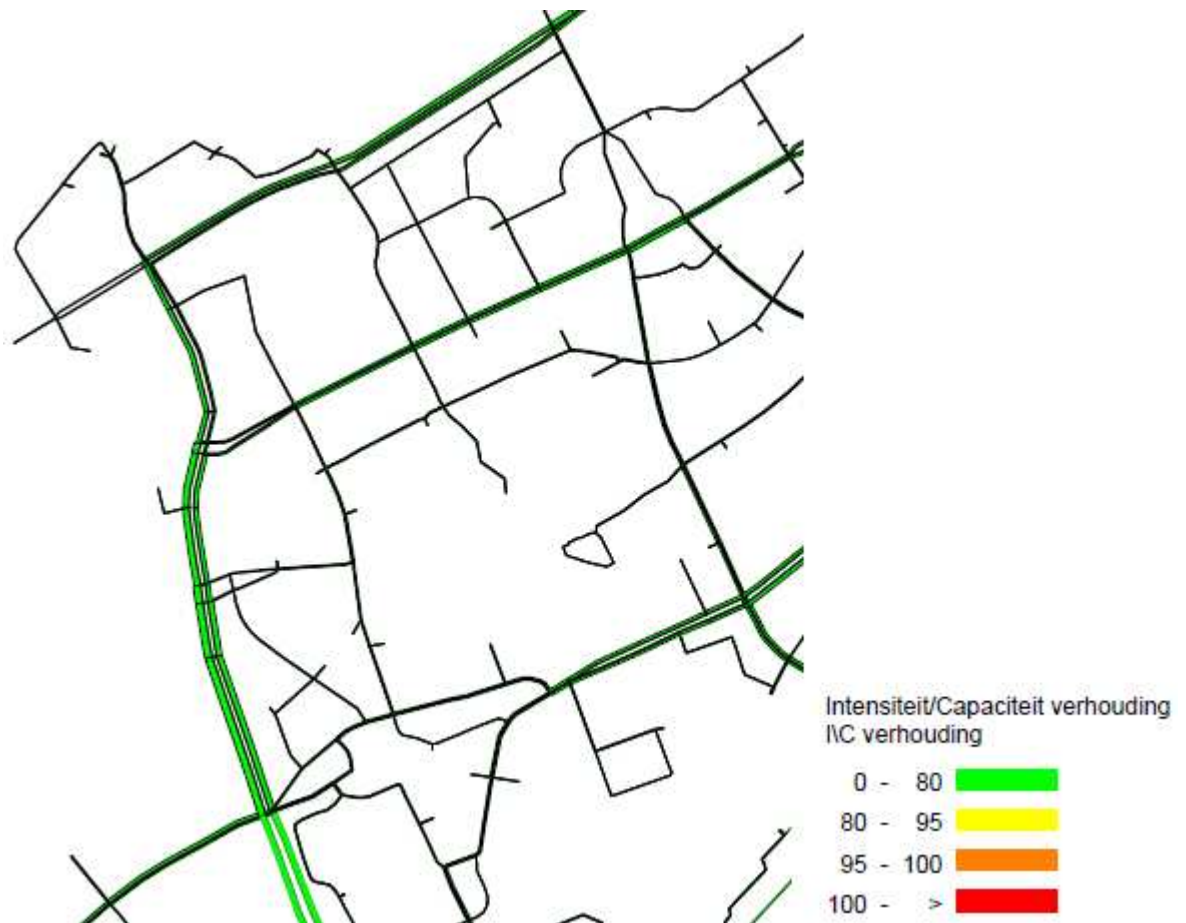 Intensiteit/Capaciteit verhouding
I\C verhouding
0 - 80
80 - 95
95 - 100
100 - >